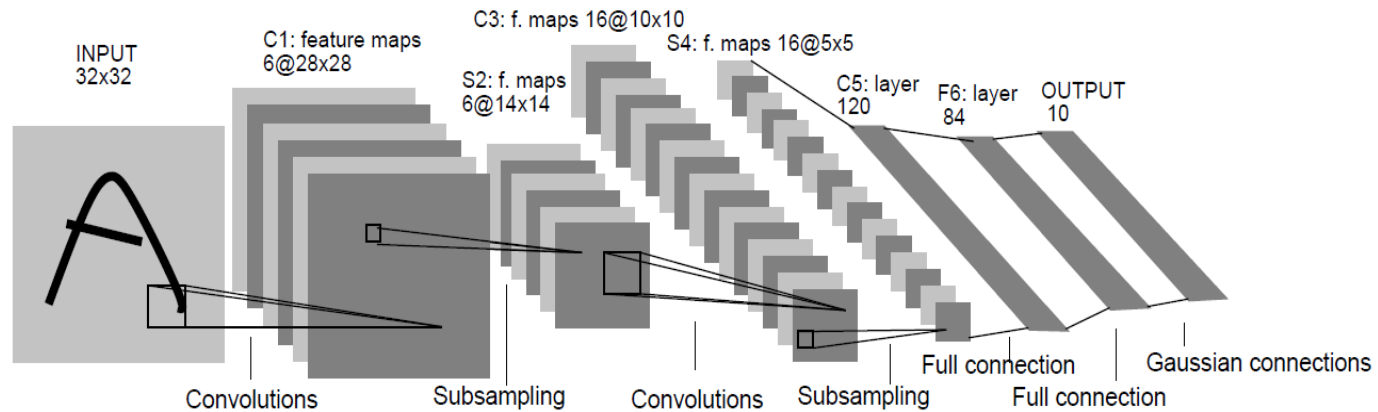 INPUT
32x32
C1: feature maps
6@28x28
S2: f. maps
6@14x14
C3: f. maps 16@10x10
S4: f. maps 16@5x5
C5: layer
120
F6: layer
84
OUTPUT
10
Convolutions
Subsampling
Convolutions
Subsampling
Full connection
Full connection
Gaussian connections